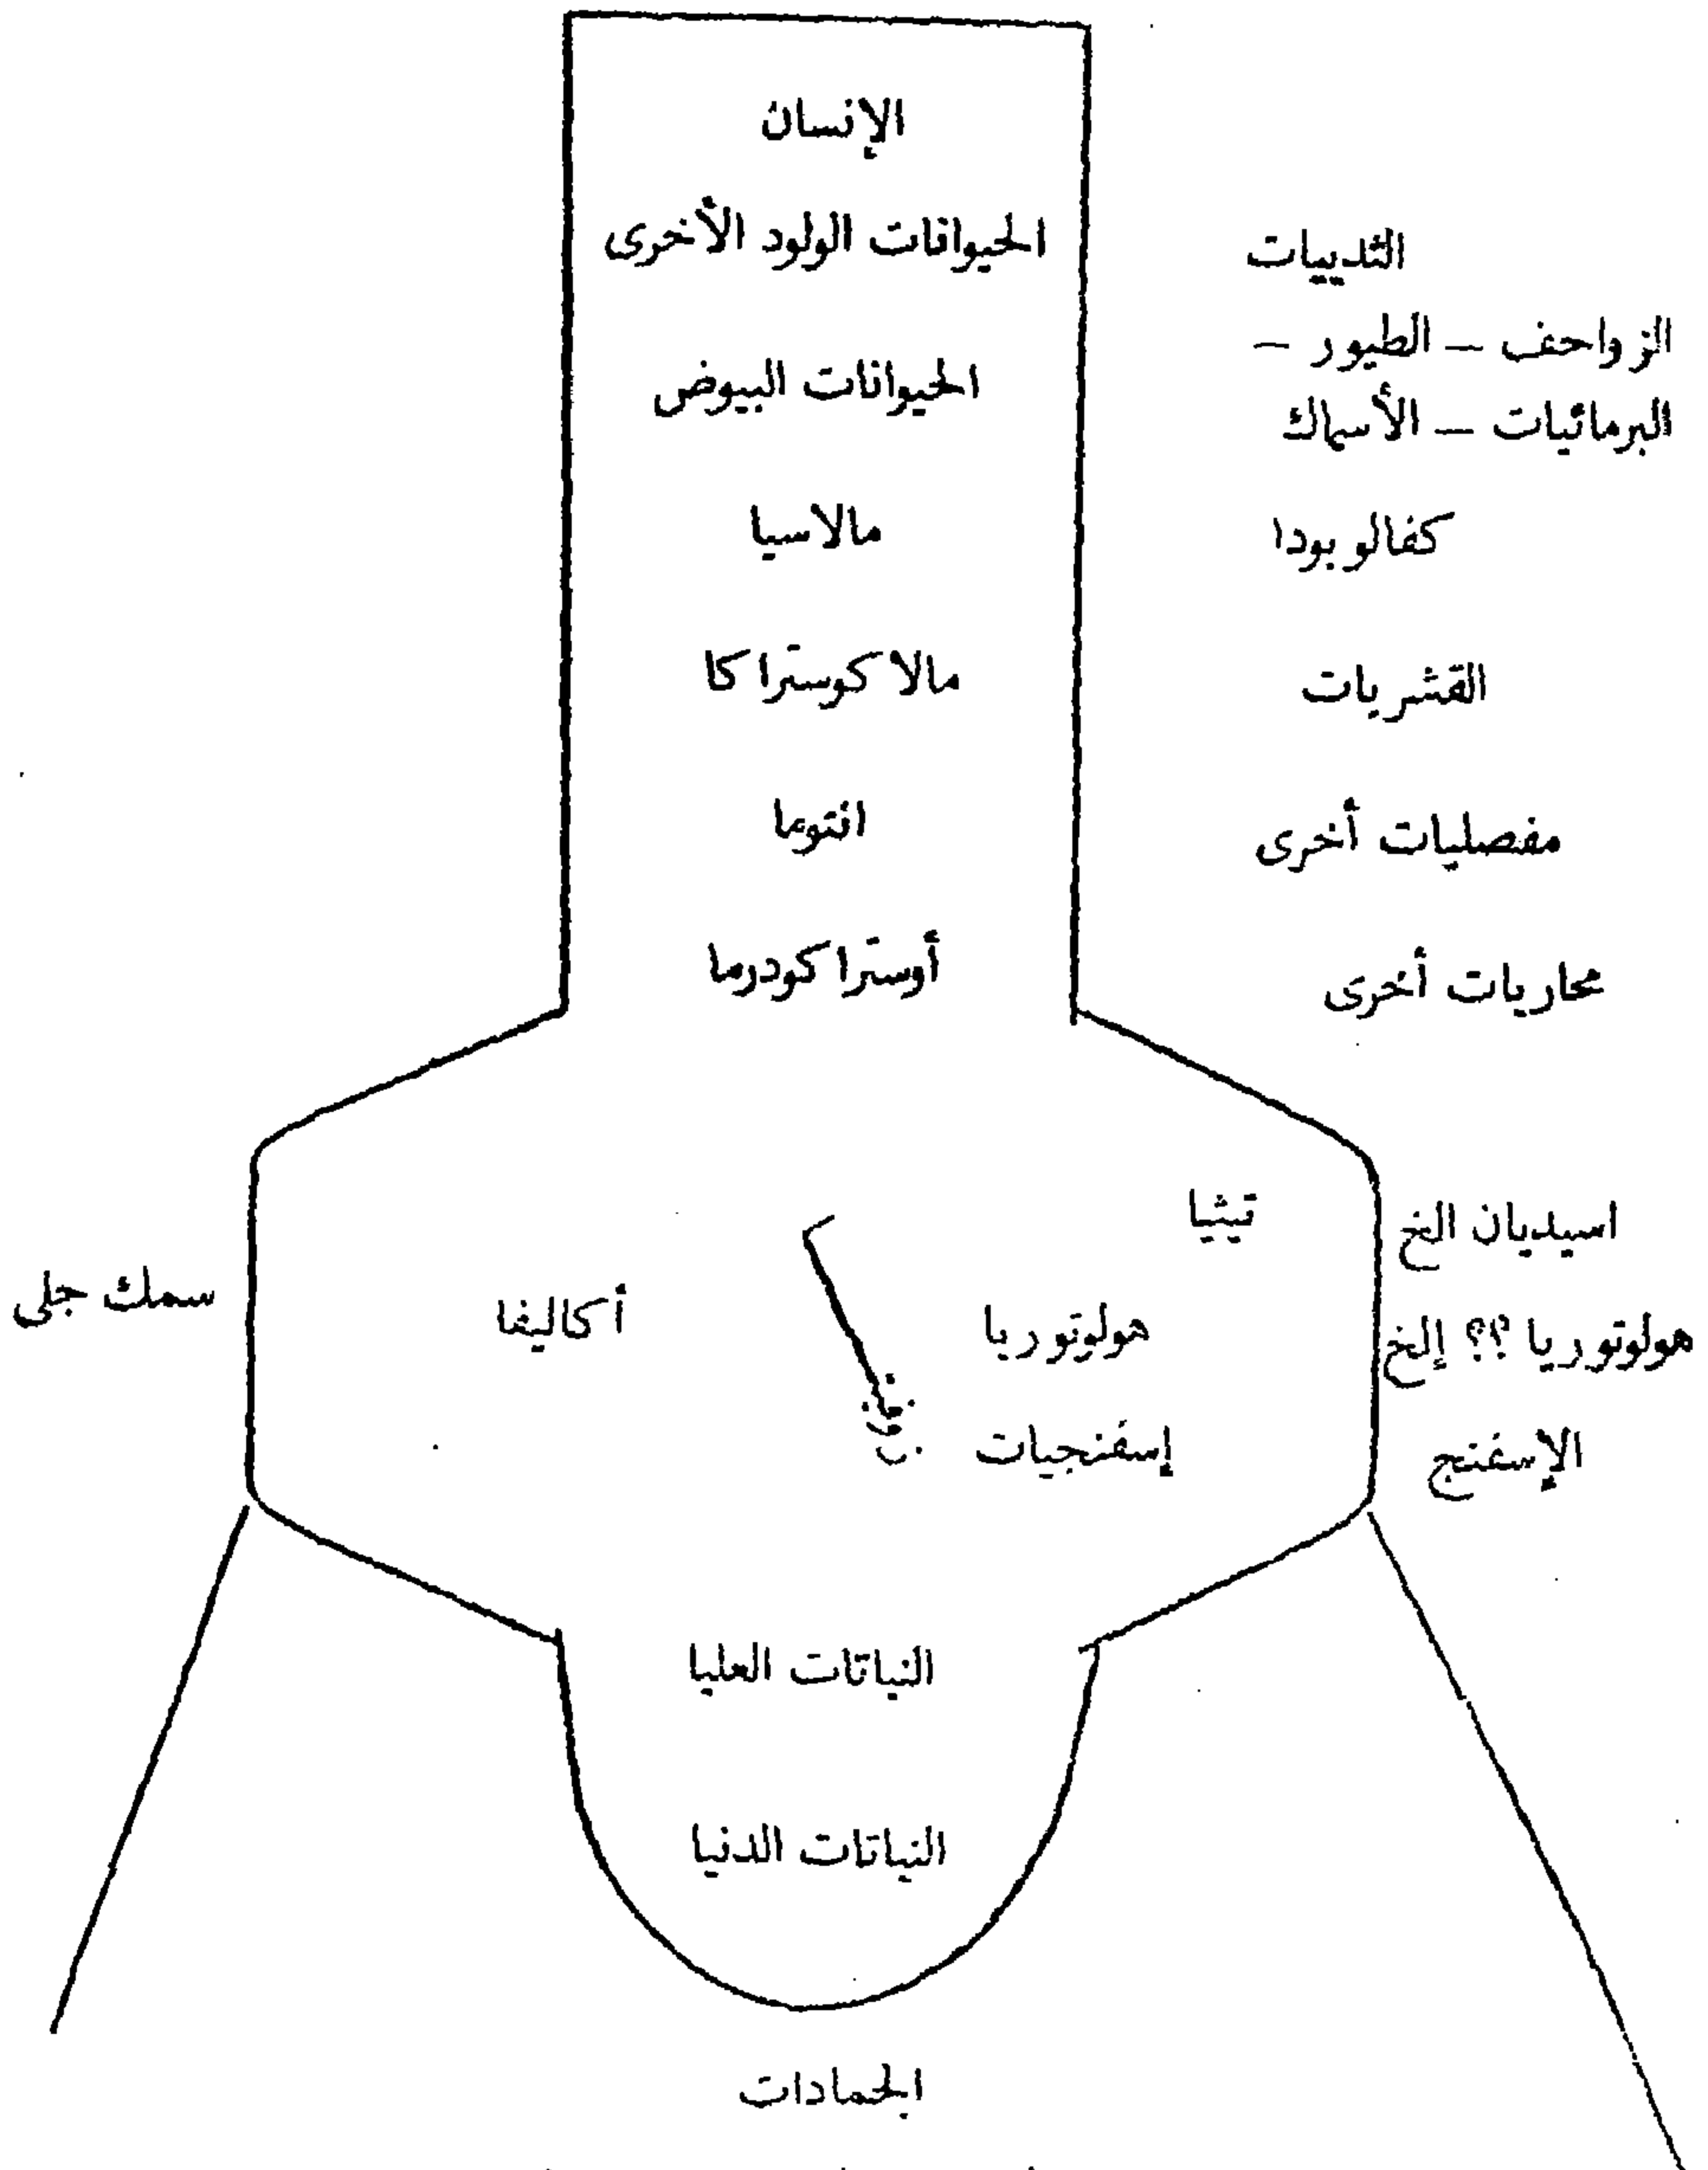 الإنسان
الحيوانات الولود الأخرى
الثدييات
الزواحف – الطيور –
الحيوانات البيوض
البرمائيات – الأسماك
مالاسيا
كفالوبودا
مالاكوستراكا
القشريات
انتوما
مفصليات أخرى
أوستراكودرما
محاريات أخرى
تيثيا
اسيديان الخ
سمك جلى
أكاليفا
هولوتوريا
هولوتوريا ؟؟ إلخ
إسفنجيات
الإسفنج
النباتات العليا
النباتات الدنيا
الجمادات